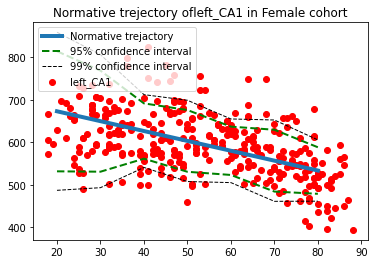 Normative trejectory ofleft_CA1 in Female cohort
Normative trejactory
95% confidence interval
99% confidence interval
left_CA1
800
700
600
500
400
20 30 40 50 60 70 80 90